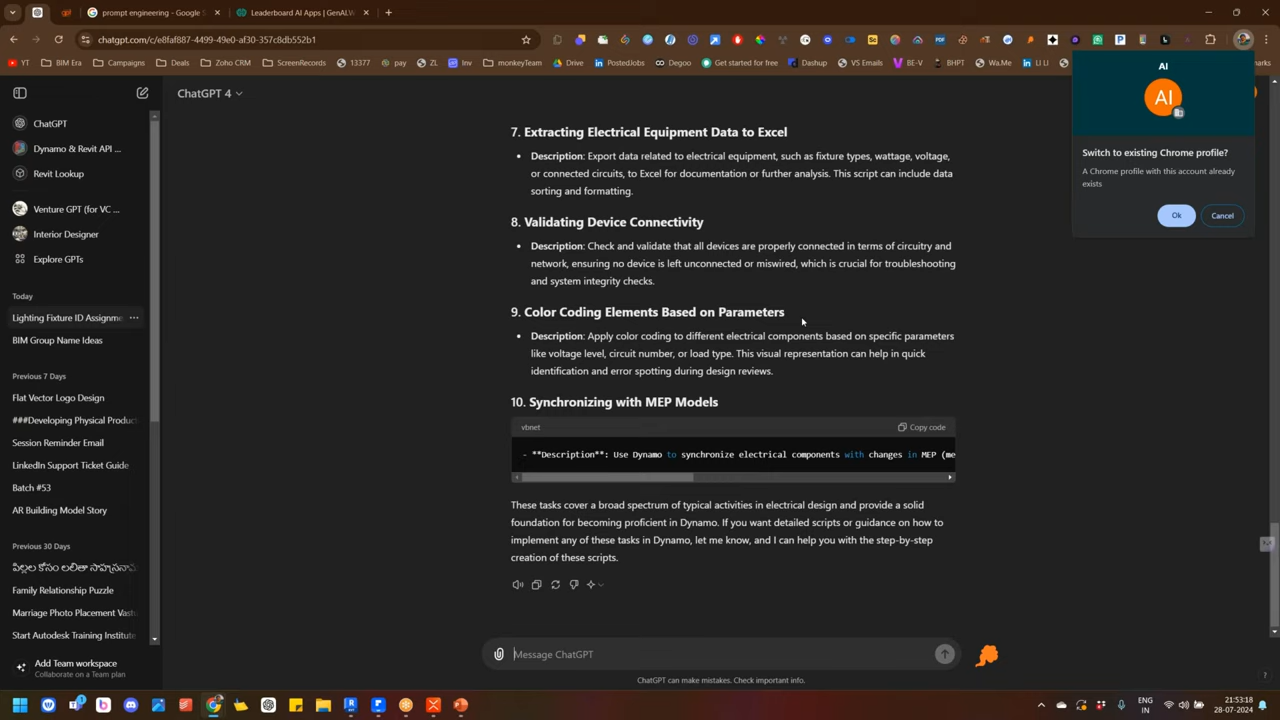 prompt engineering - Google S
Leaderboard AI Apps | GenAI.W
chatgpt.com/c/e8faf887-4499-49e0-af30-357c8db552b1
YT
BIM Era
Campaigns
Deals
Zoho CRM
ScreenRecords
13377
pay
ZL
Inv
monkeyTeam
Drive
PostedJobs
Degoo
Get started for free
Dashup
VS Emails
BE-V
BHPT
Wa.Me
LI LI
marks
ChatGPT
Dynamo & Revit API ...
Revit Lookup
Venture GPT (for VC ...
Interior Designer
Explore GPTs
Today
Lighting Fixture ID Assignme
BIM Group Name Ideas
Previous 7 Days
Flat Vector Logo Design
###Developing Physical Produc
Session Reminder Email
LinkedIn Support Ticket Guide
Batch #53
AR Building Model Story
Previous 30 Days
పిల్లల కోసం లలితా సాహస్రనామ
Family Relationship Puzzle
Marriage Photo Placement Vastu
Start Autodesk Training Institute
Add Team workspace
Collaborate on a Team plan
ChatGPT 4
7. Extracting Electrical Equipment Data to Excel
Description: Export data related to electrical equipment, such as fixture types, wattage, voltage,
or connected circuits, to Excel for documentation or further analysis. This script can include data
sorting and formatting.
8. Validating Device Connectivity
Description: Check and validate that all devices are properly connected in terms of circuitry and
network, ensuring no device is left unconnected or miswired, which is crucial for troubleshooting
and system integrity checks.
9. Color Coding Elements Based on Parameters
Description: Apply color coding to different electrical components based on specific parameters
like voltage level, circuit number, or load type. This visual representation can help in quick
identification and error spotting during design reviews.
10. Synchronizing with MEP Models
vbnet
Copy code
- **Description**: Use Dynamo to synchronize electrical components with changes in MEP (me
These tasks cover a broad spectrum of typical activities in electrical design and provide a solid
foundation for becoming proficient in Dynamo. If you want detailed scripts or guidance on how to
implement any of these tasks in Dynamo, let me know, and I can help you with the step-by-step
creation of these scripts.
Message ChatGPT
ChatGPT can make mistakes. Check important info.
AI
AI
Switch to existing Chrome profile?
A Chrome profile with this account already
exists
Ok
Cancel
ENG
IN
21:53:18
28-07-2024